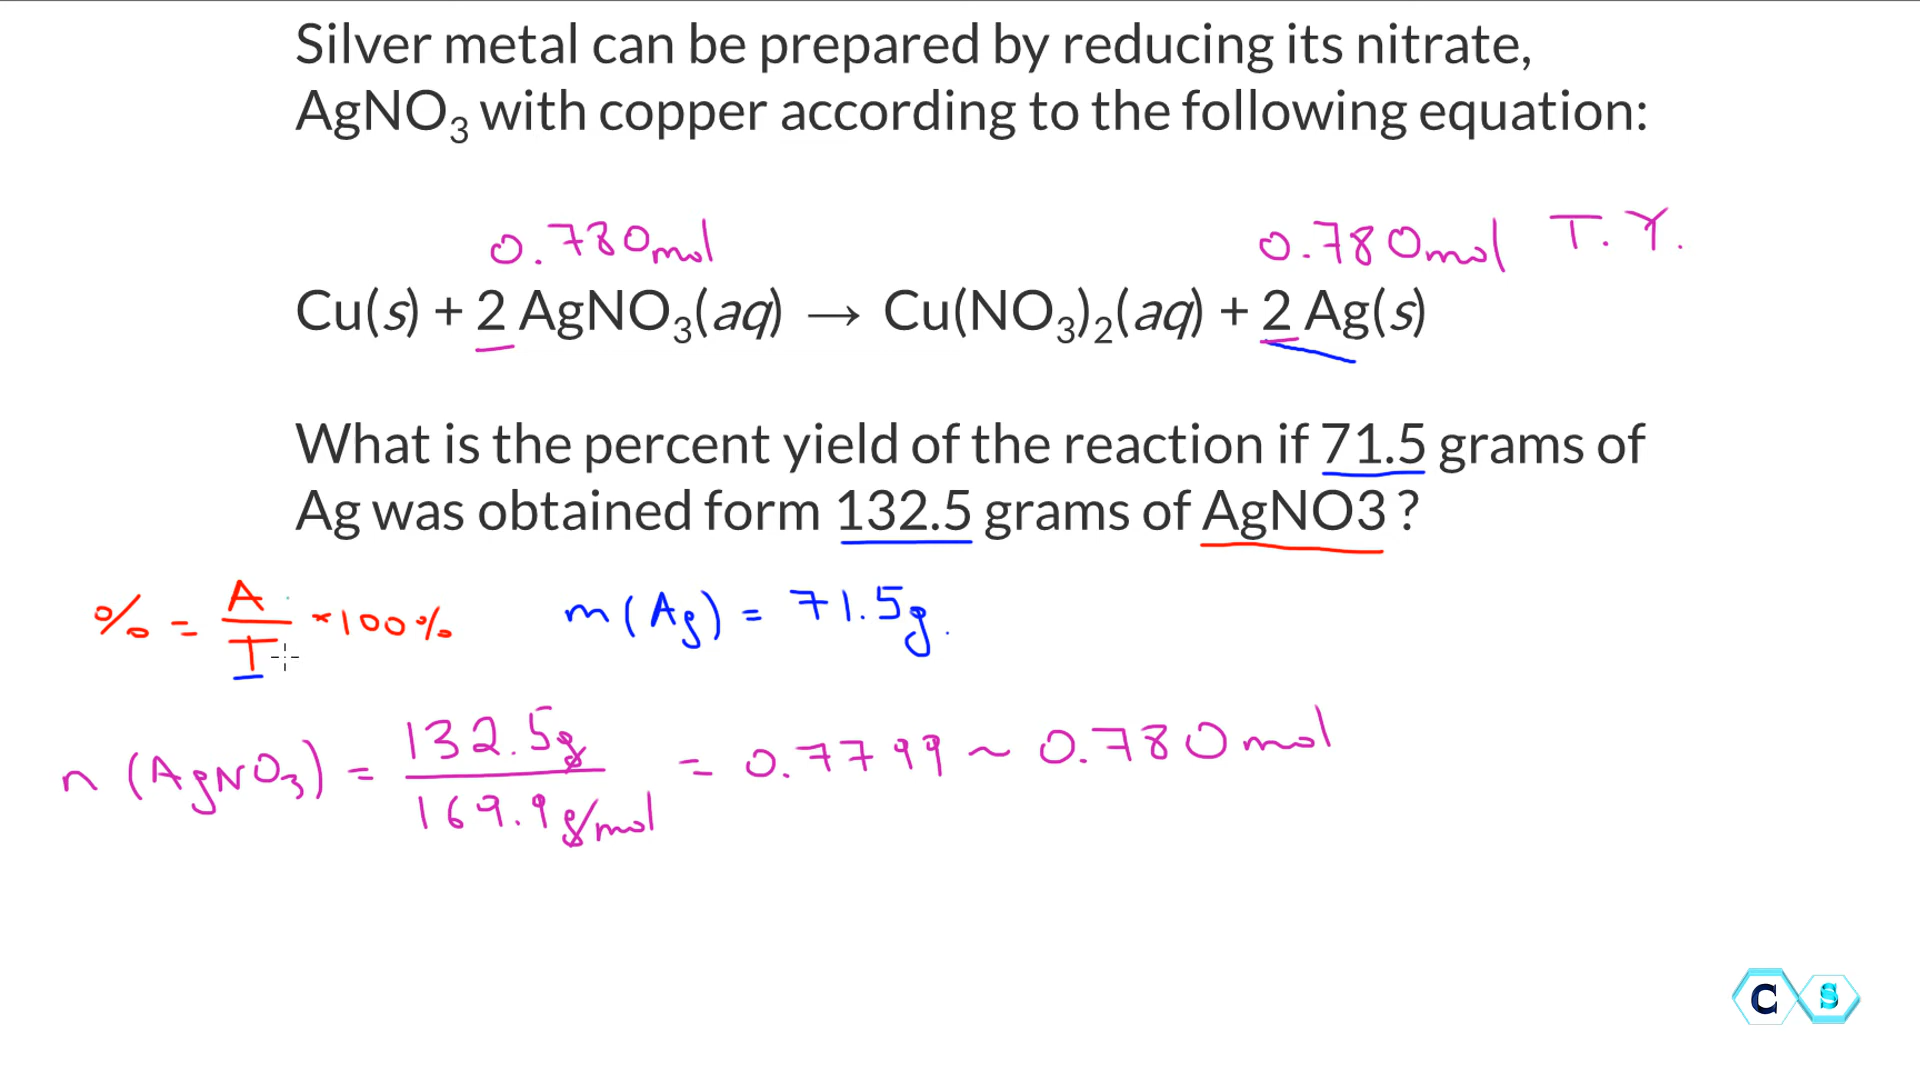 Silver metal can be prepared by reducing its nitrate,
AgNO3 with copper according to the following equation:
0.780mol 0.780mol T.Y.
Cu(s) + 2 AgNO3(aq) → Cu(NO3)2(aq) + 2 Ag(s)
What is the percent yield of the reaction if 71.5 grams of
Ag was obtained form 132.5 grams of AgNO3 ?
% = A/T × 100% m(Ag) = 71.5g.
n(AgNO3) = 132.5g / 169.9g/mol = 0.7799 ~ 0.780mol
C S